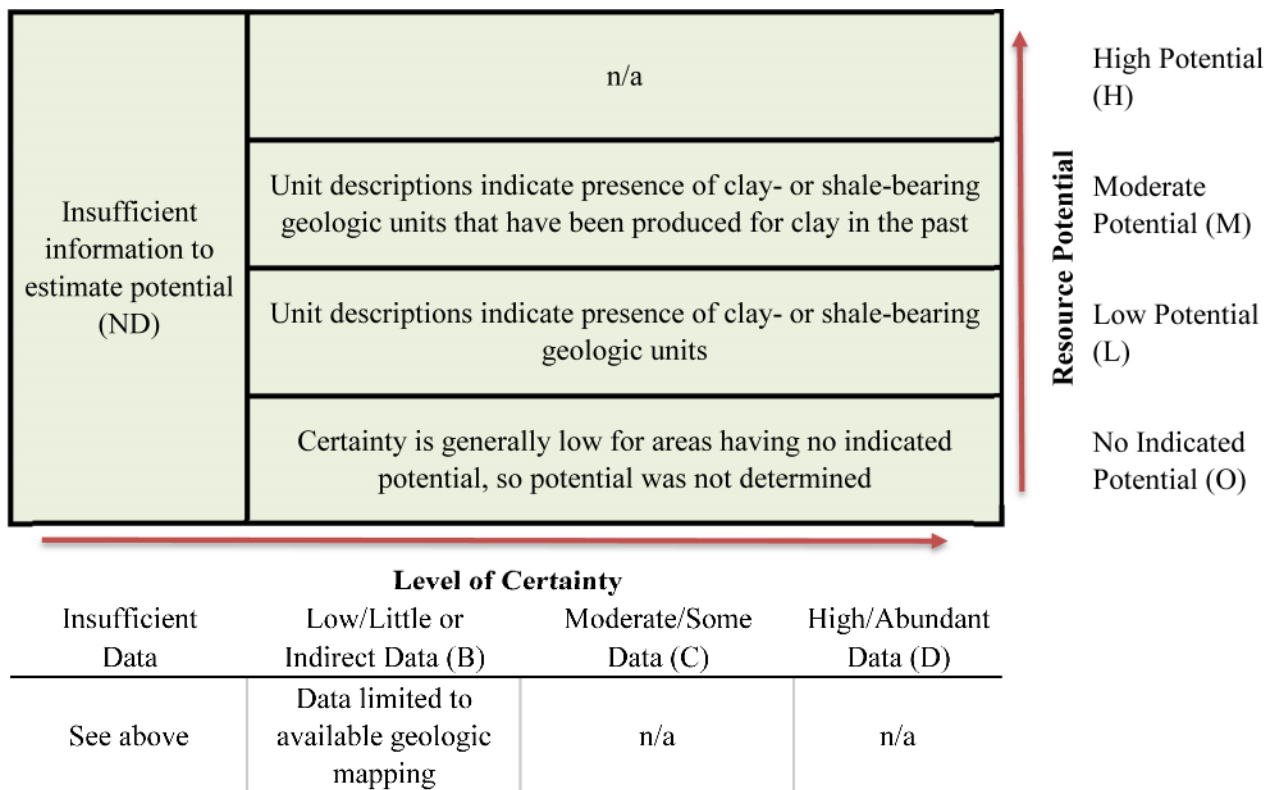 Insufficient
information to
estimate potential
(ND)
n/a
Unit descriptions indicate presence of clay- or shale-bearing
geologic units that have been produced for clay in the past
Unit descriptions indicate presence of clay- or shale-bearing
geologic units
Certainty is generally low for areas having no indicated
potential, so potential was not determined
Resource Potential
High Potential
(H)
Moderate
Potential (M)
Low Potential
(L)
No Indicated
Potential (O)
Level of Certainty
Insufficient
Data
Low/Little or
Indirect Data (B)
Moderate/Some
Data (C)
High/Abundant
Data (D)
See above
Data limited to
available geologic
mapping
n/a
n/a